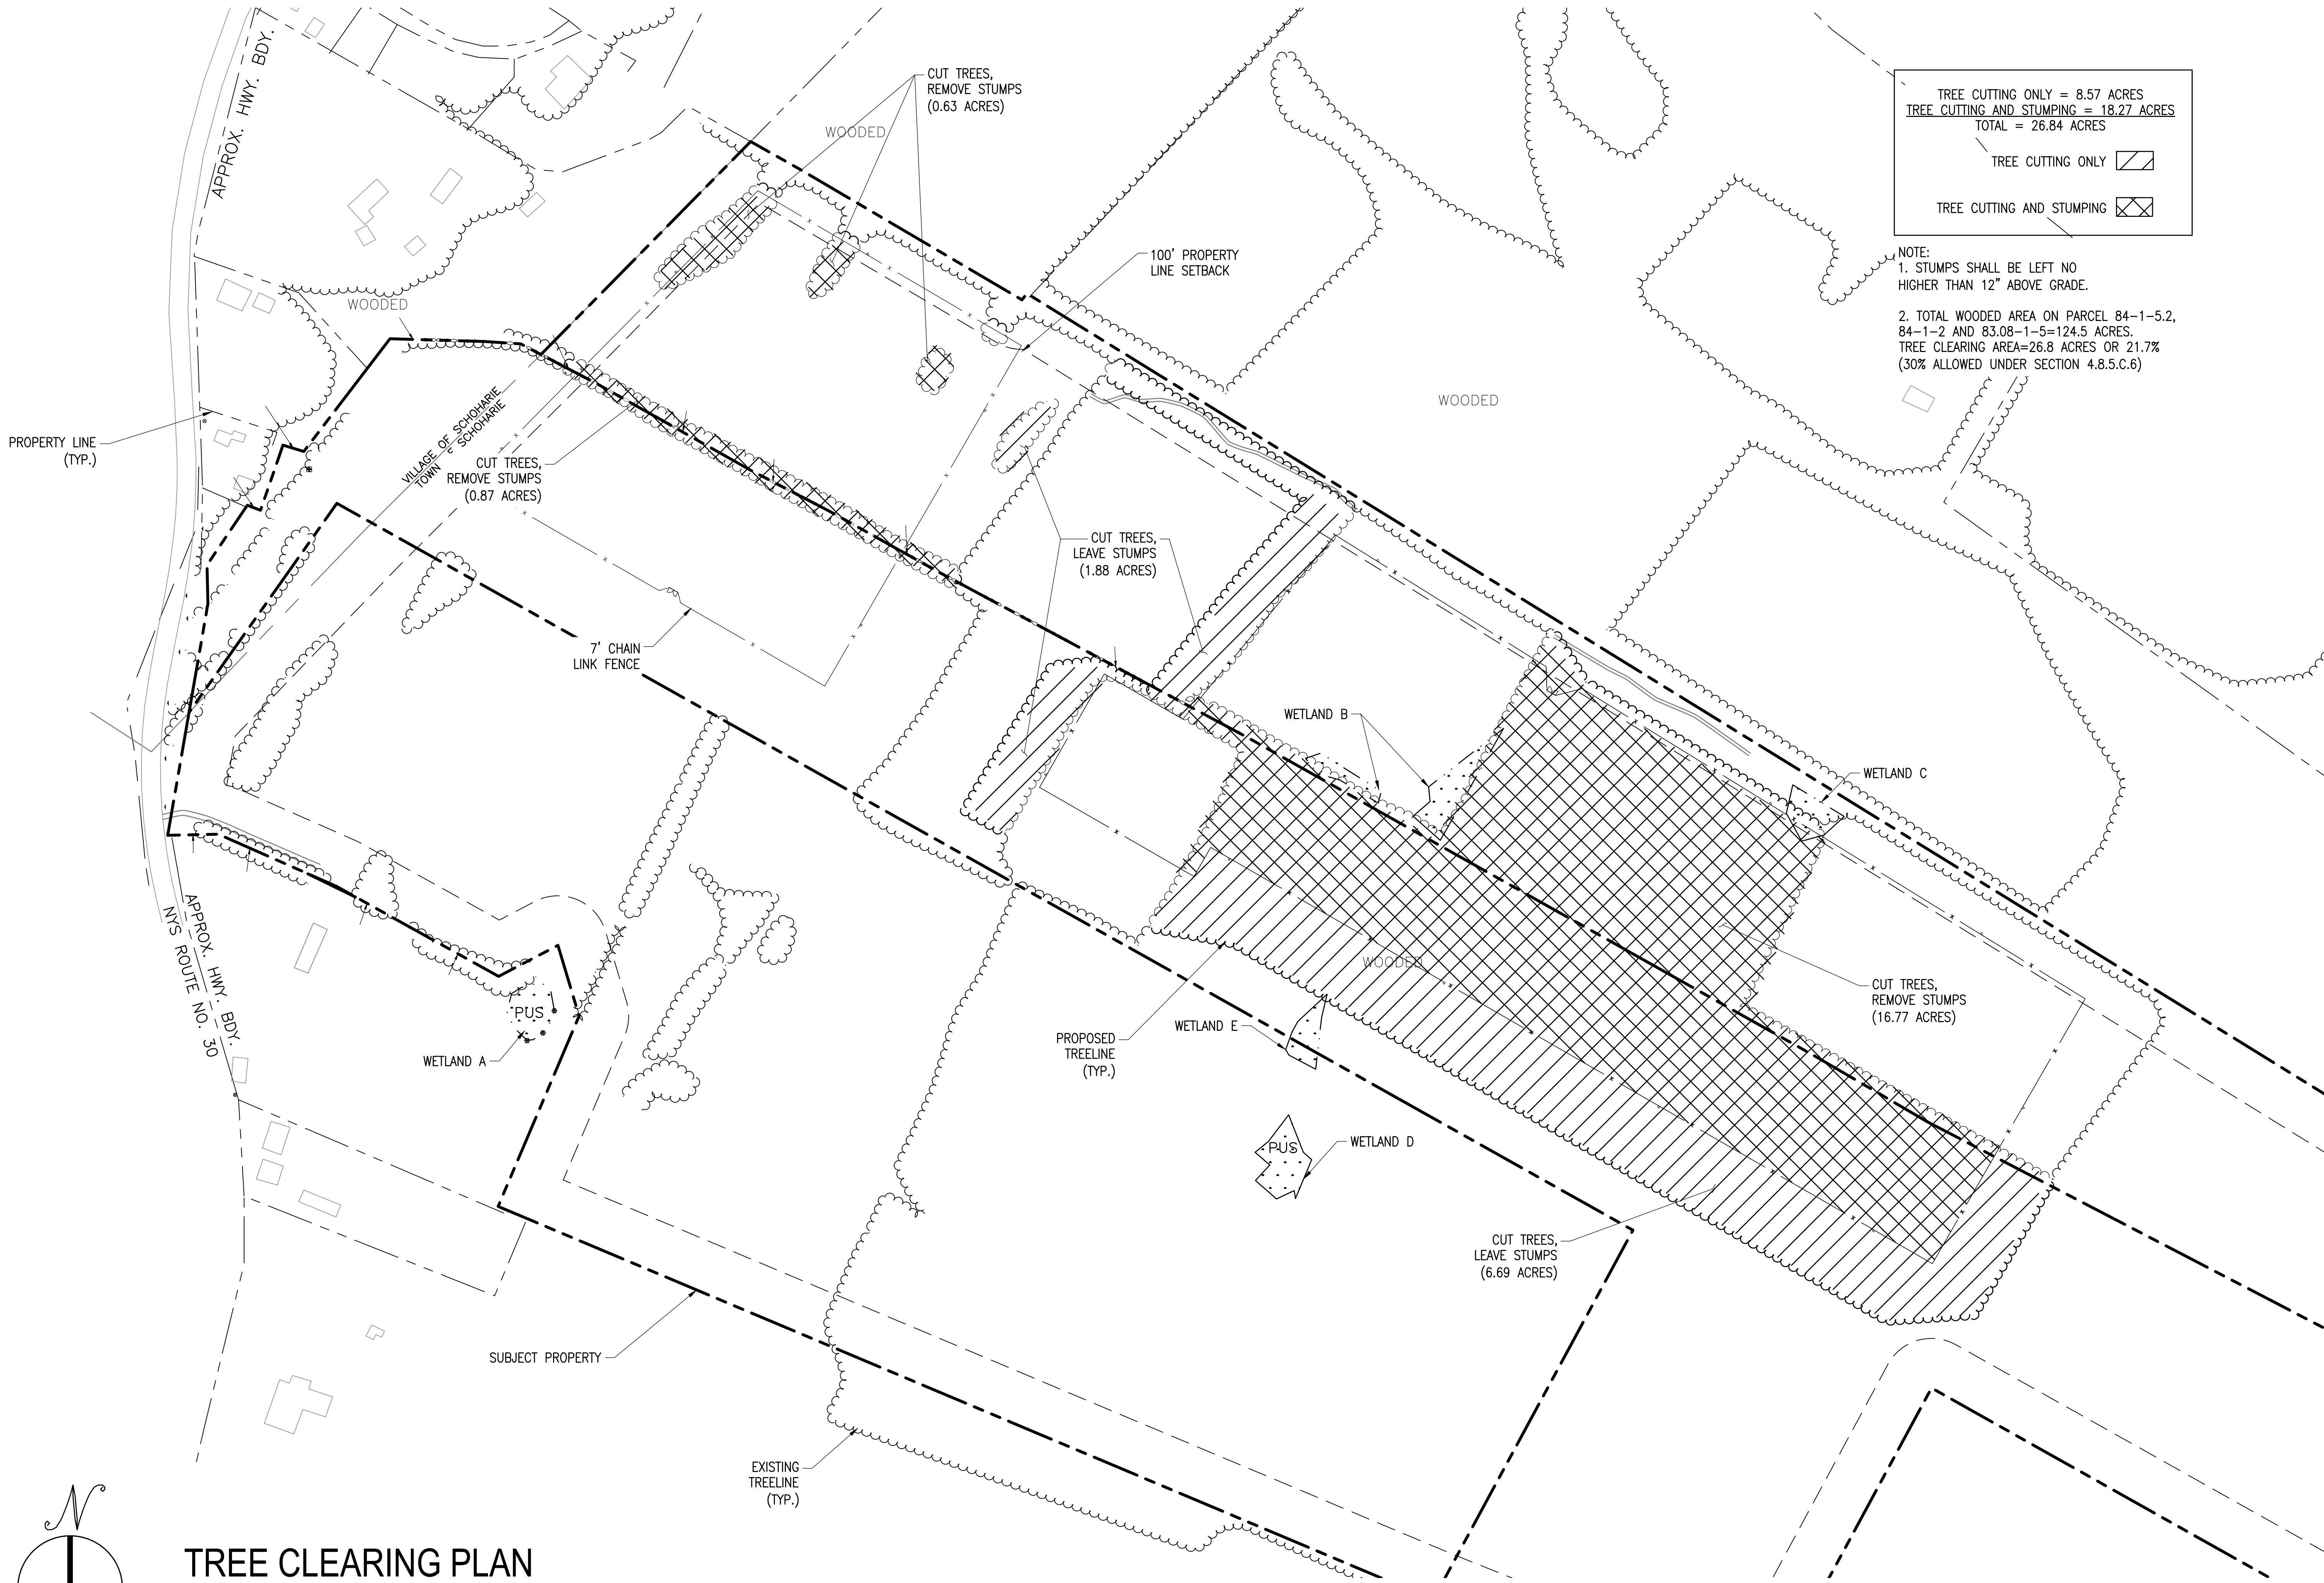 APPROX. HWY. BDY.
CUT TREES,
REMOVE STUMPS
(0.63 ACRES)
WOODED
TREE CUTTING ONLY = 8.57 ACRES
TREE CUTTING AND STUMPING = 18.27 ACRES
TOTAL = 26.84 ACRES
TREE CUTTING ONLY
TREE CUTTING AND STUMPING
NOTE:
1. STUMPS SHALL BE LEFT NO
HIGHER THAN 12" ABOVE GRADE.
2. TOTAL WOODED AREA ON PARCEL 84-1-5.2,
84-1-2 AND 83.08-1-5=124.5 ACRES.
TREE CLEARING AREA=26.8 ACRES OR 21.7%
(30% ALLOWED UNDER SECTION 4.8.5.C.6)
100' PROPERTY
LINE SETBACK
WOODED
WOODED
PROPERTY LINE
(TYP.)
VILLAGE OF SCHOHARIE
TOWN SCHOHARIE
CUT TREES,
REMOVE STUMPS
(0.87 ACRES)
CUT TREES,
LEAVE STUMPS
(1.88 ACRES)
7' CHAIN
LINK FENCE
WETLAND B
WETLAND C
APPROX. HWY. BDY.
NYS ROUTE NO. 30
PUS
WETLAND A
WOODED
CUT TREES,
REMOVE STUMPS
(16.77 ACRES)
PROPOSED
TREELINE
(TYP.)
WETLAND E
PUS
WETLAND D
CUT TREES,
LEAVE STUMPS
(6.69 ACRES)
SUBJECT PROPERTY
EXISTING
TREELINE
(TYP.)
N
TREE CLEARING PLAN